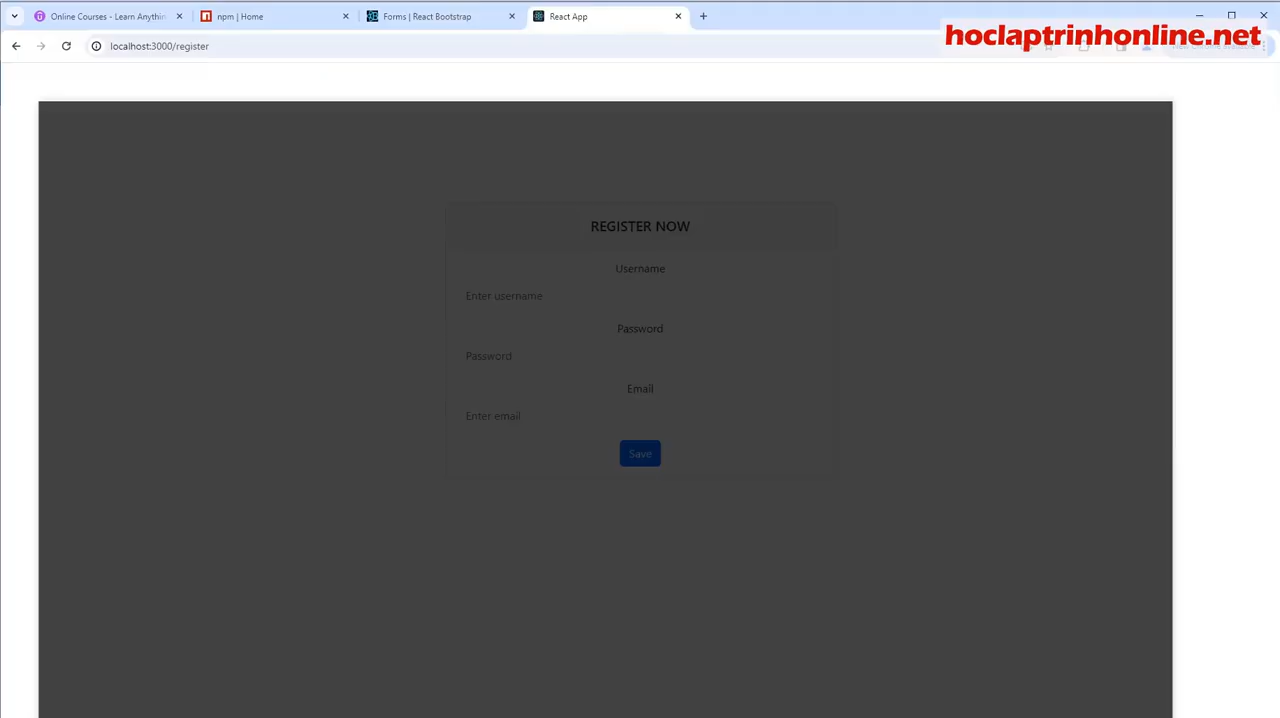 Online Courses - Learn Anythin
npm | Home
Forms | React Bootstrap
React App
localhost:3000/register
hoclaptrinhonline.net
REGISTER NOW
Username
Enter username
Password
Password
Email
Enter email
Save